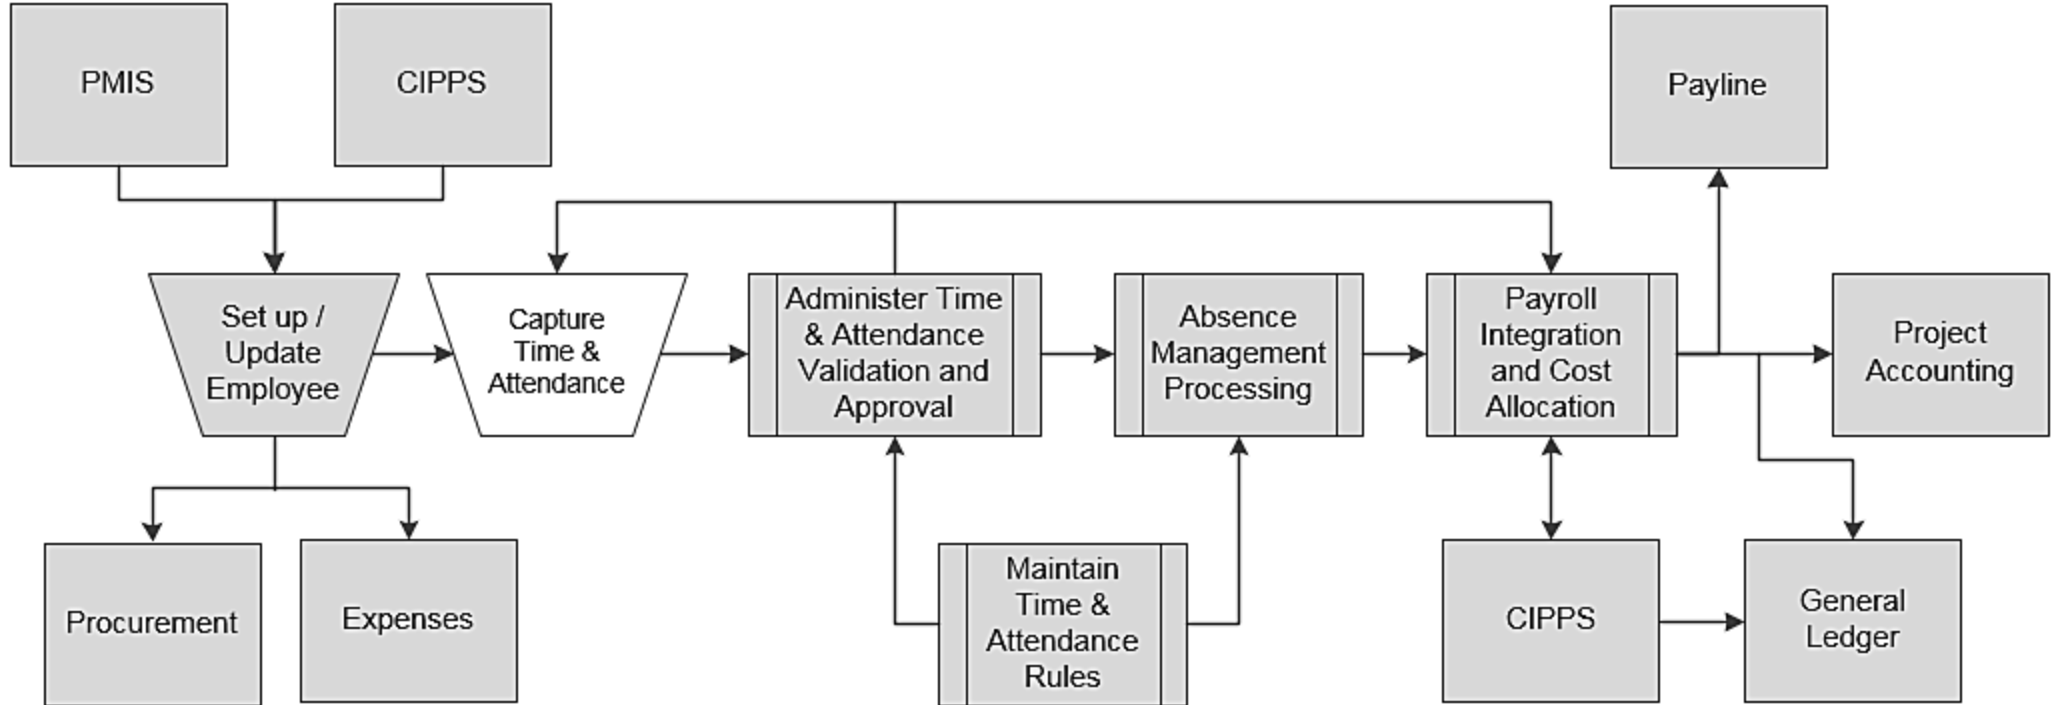 PMIS
CIPPS
Payline
Set up /
Update
Employee
Capture
Time &
Attendance
Administer Time
& Attendance
Validation and
Approval
Absence
Management
Processing
Payroll
Integration
and Cost
Allocation
Project
Accounting
Procurement
Expenses
Maintain
Time &
Attendance
Rules
CIPPS
General
Ledger